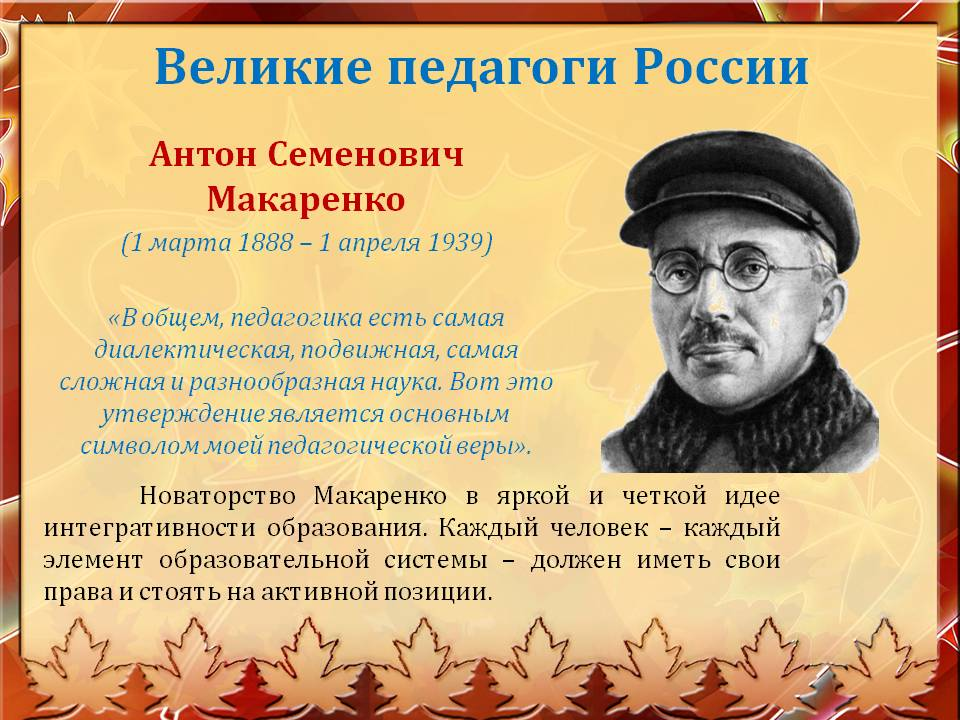 Великие педагоги России
Антон Семенович
Макаренко
(1 марта 1888 – 1 апреля 1939)
«В общем, педагогика есть самая
диалектическая, подвижная, самая
сложная и разнообразная наука. Вот это
утверждение является основным
символом моей педагогической веры».
Новаторство Макаренко в яркой и четкой идее
интегративности образования. Каждый человек – каждый
элемент образовательной системы – должен иметь свои
права и стоять на активной позиции.